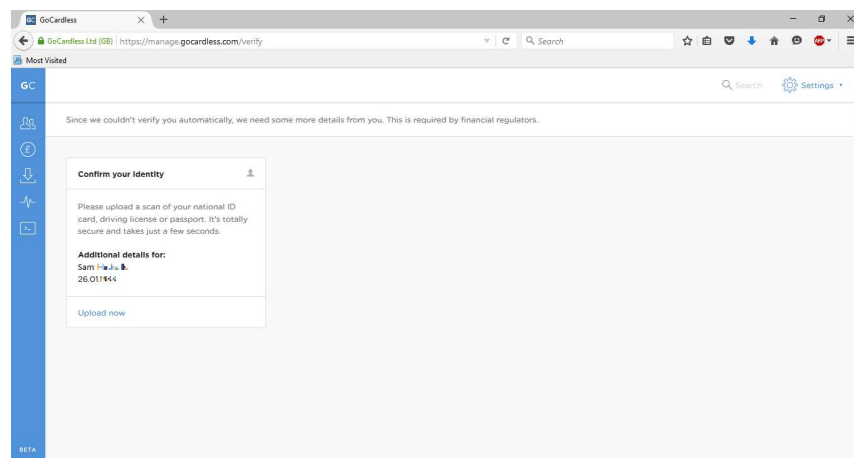 GoCardless
GoCardless Ltd (GB) https://manage.gocardless.com/verify
Search
Most Visited
GC
Search
Settings
Since we couldn't verify you automatically, we need some more details from you. This is required by financial regulators.
Confirm your identity
Please upload a scan of your national ID
card, driving license or passport. It's totally
secure and takes just a few seconds.
Additional details for:
Sam
26.01.
Upload now
BETA